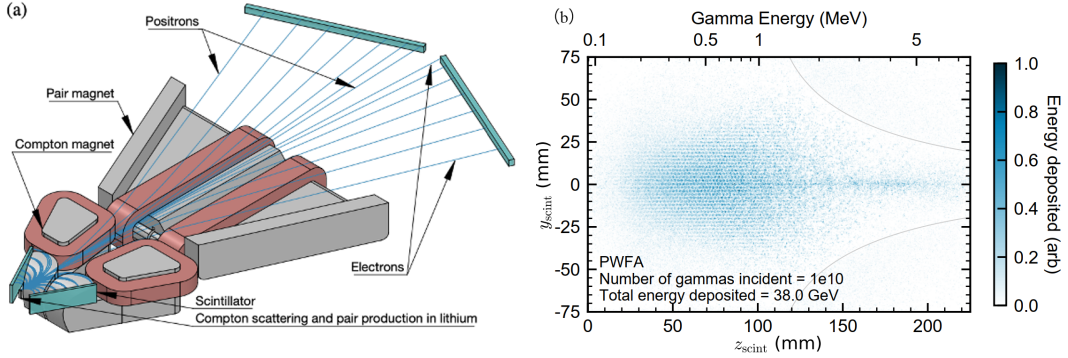 (a)
Positrons
Pair magnet
Compton magnet
Electrons
Scintillator
Compton scattering and pair production in lithium
(b)
Gamma Energy (MeV)
0.1 0.5 1 5
75
50
25
0
-25
-50
-75
y_scint (mm)
PWFA
Number of gammas incident = 1e10
Total energy deposited = 38.0 GeV
0 50 100 150 200
z_scint (mm)
1.0
0.8
0.6
0.4
0.2
0.0
Energy deposited (arb)